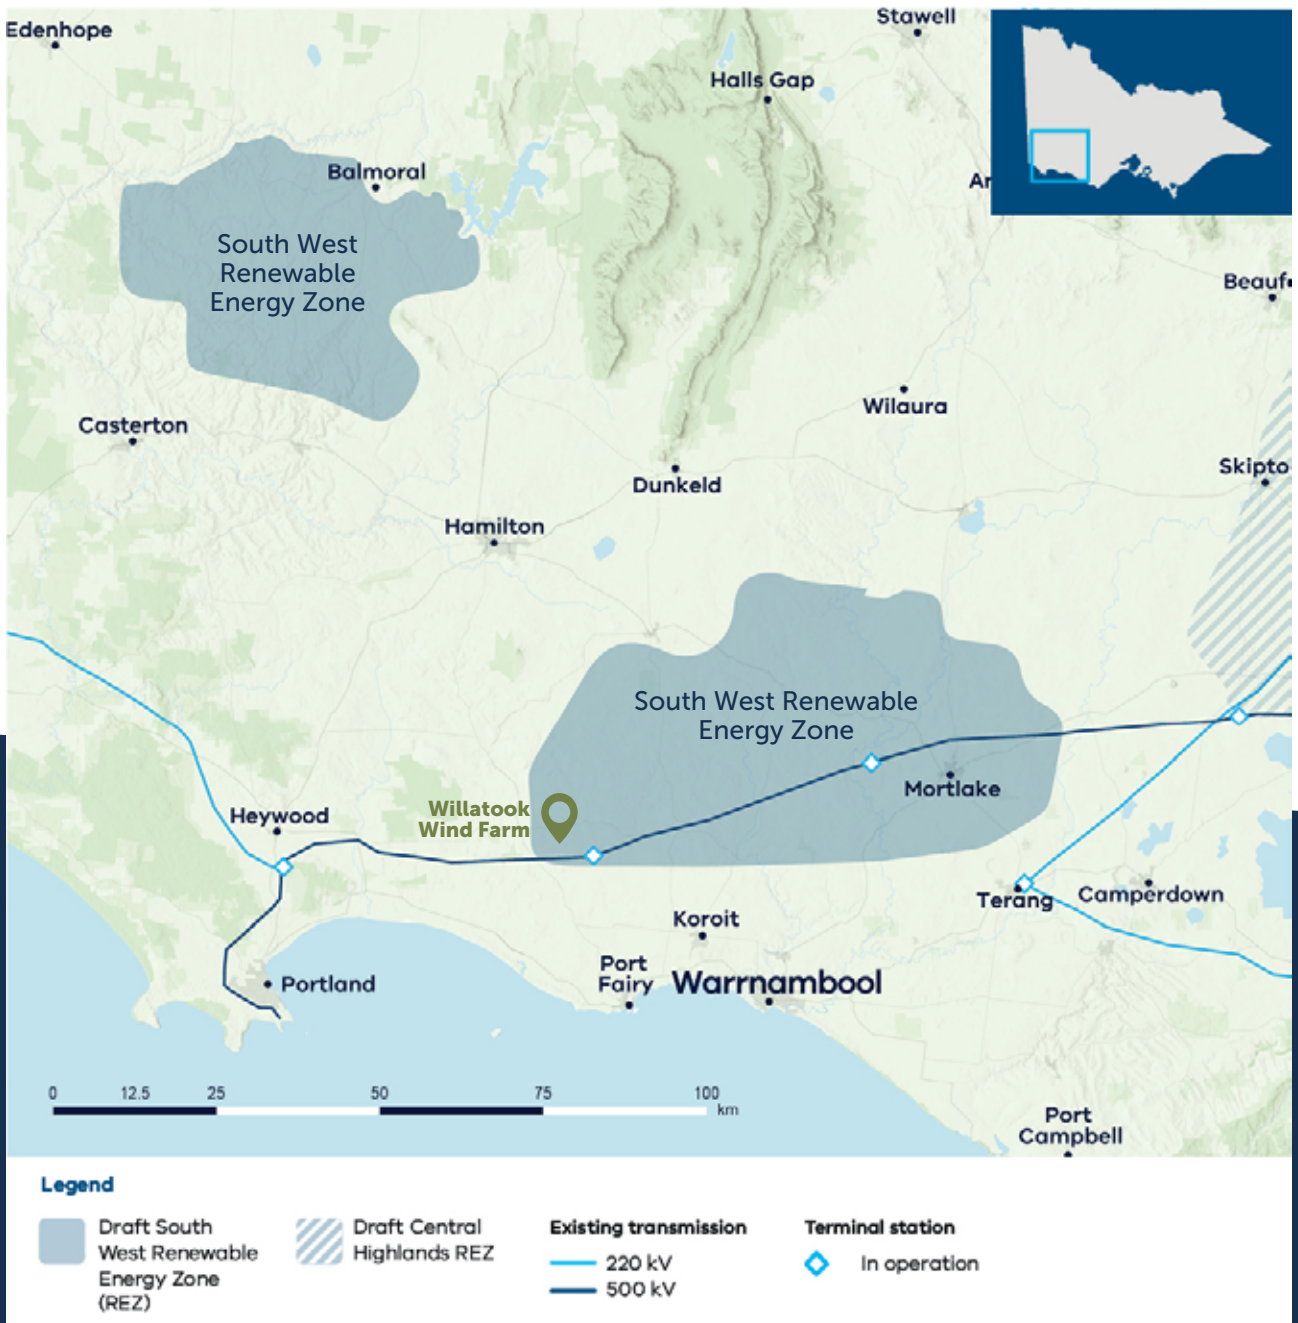 Edenhope
Stawell
Halls Gap
Balmoral
Ar
South West
Renewable
Energy Zone
Beauf
Casterton
Wilaura
Skipto
Dunkeld
Hamilton
South West Renewable
Energy Zone
Mortlake
Willatook
Wind Farm
Heywood
Terang
Camperdown
Koroit
Port
Fairy
Warrnambool
Portland
0 12.5 25 50 75 100
km
Port
Campbell
Legend
Draft South
West Renewable
Energy Zone
(REZ)
Draft Central
Highlands REZ
Existing transmission
220 kV
500 kV
Terminal station
In operation